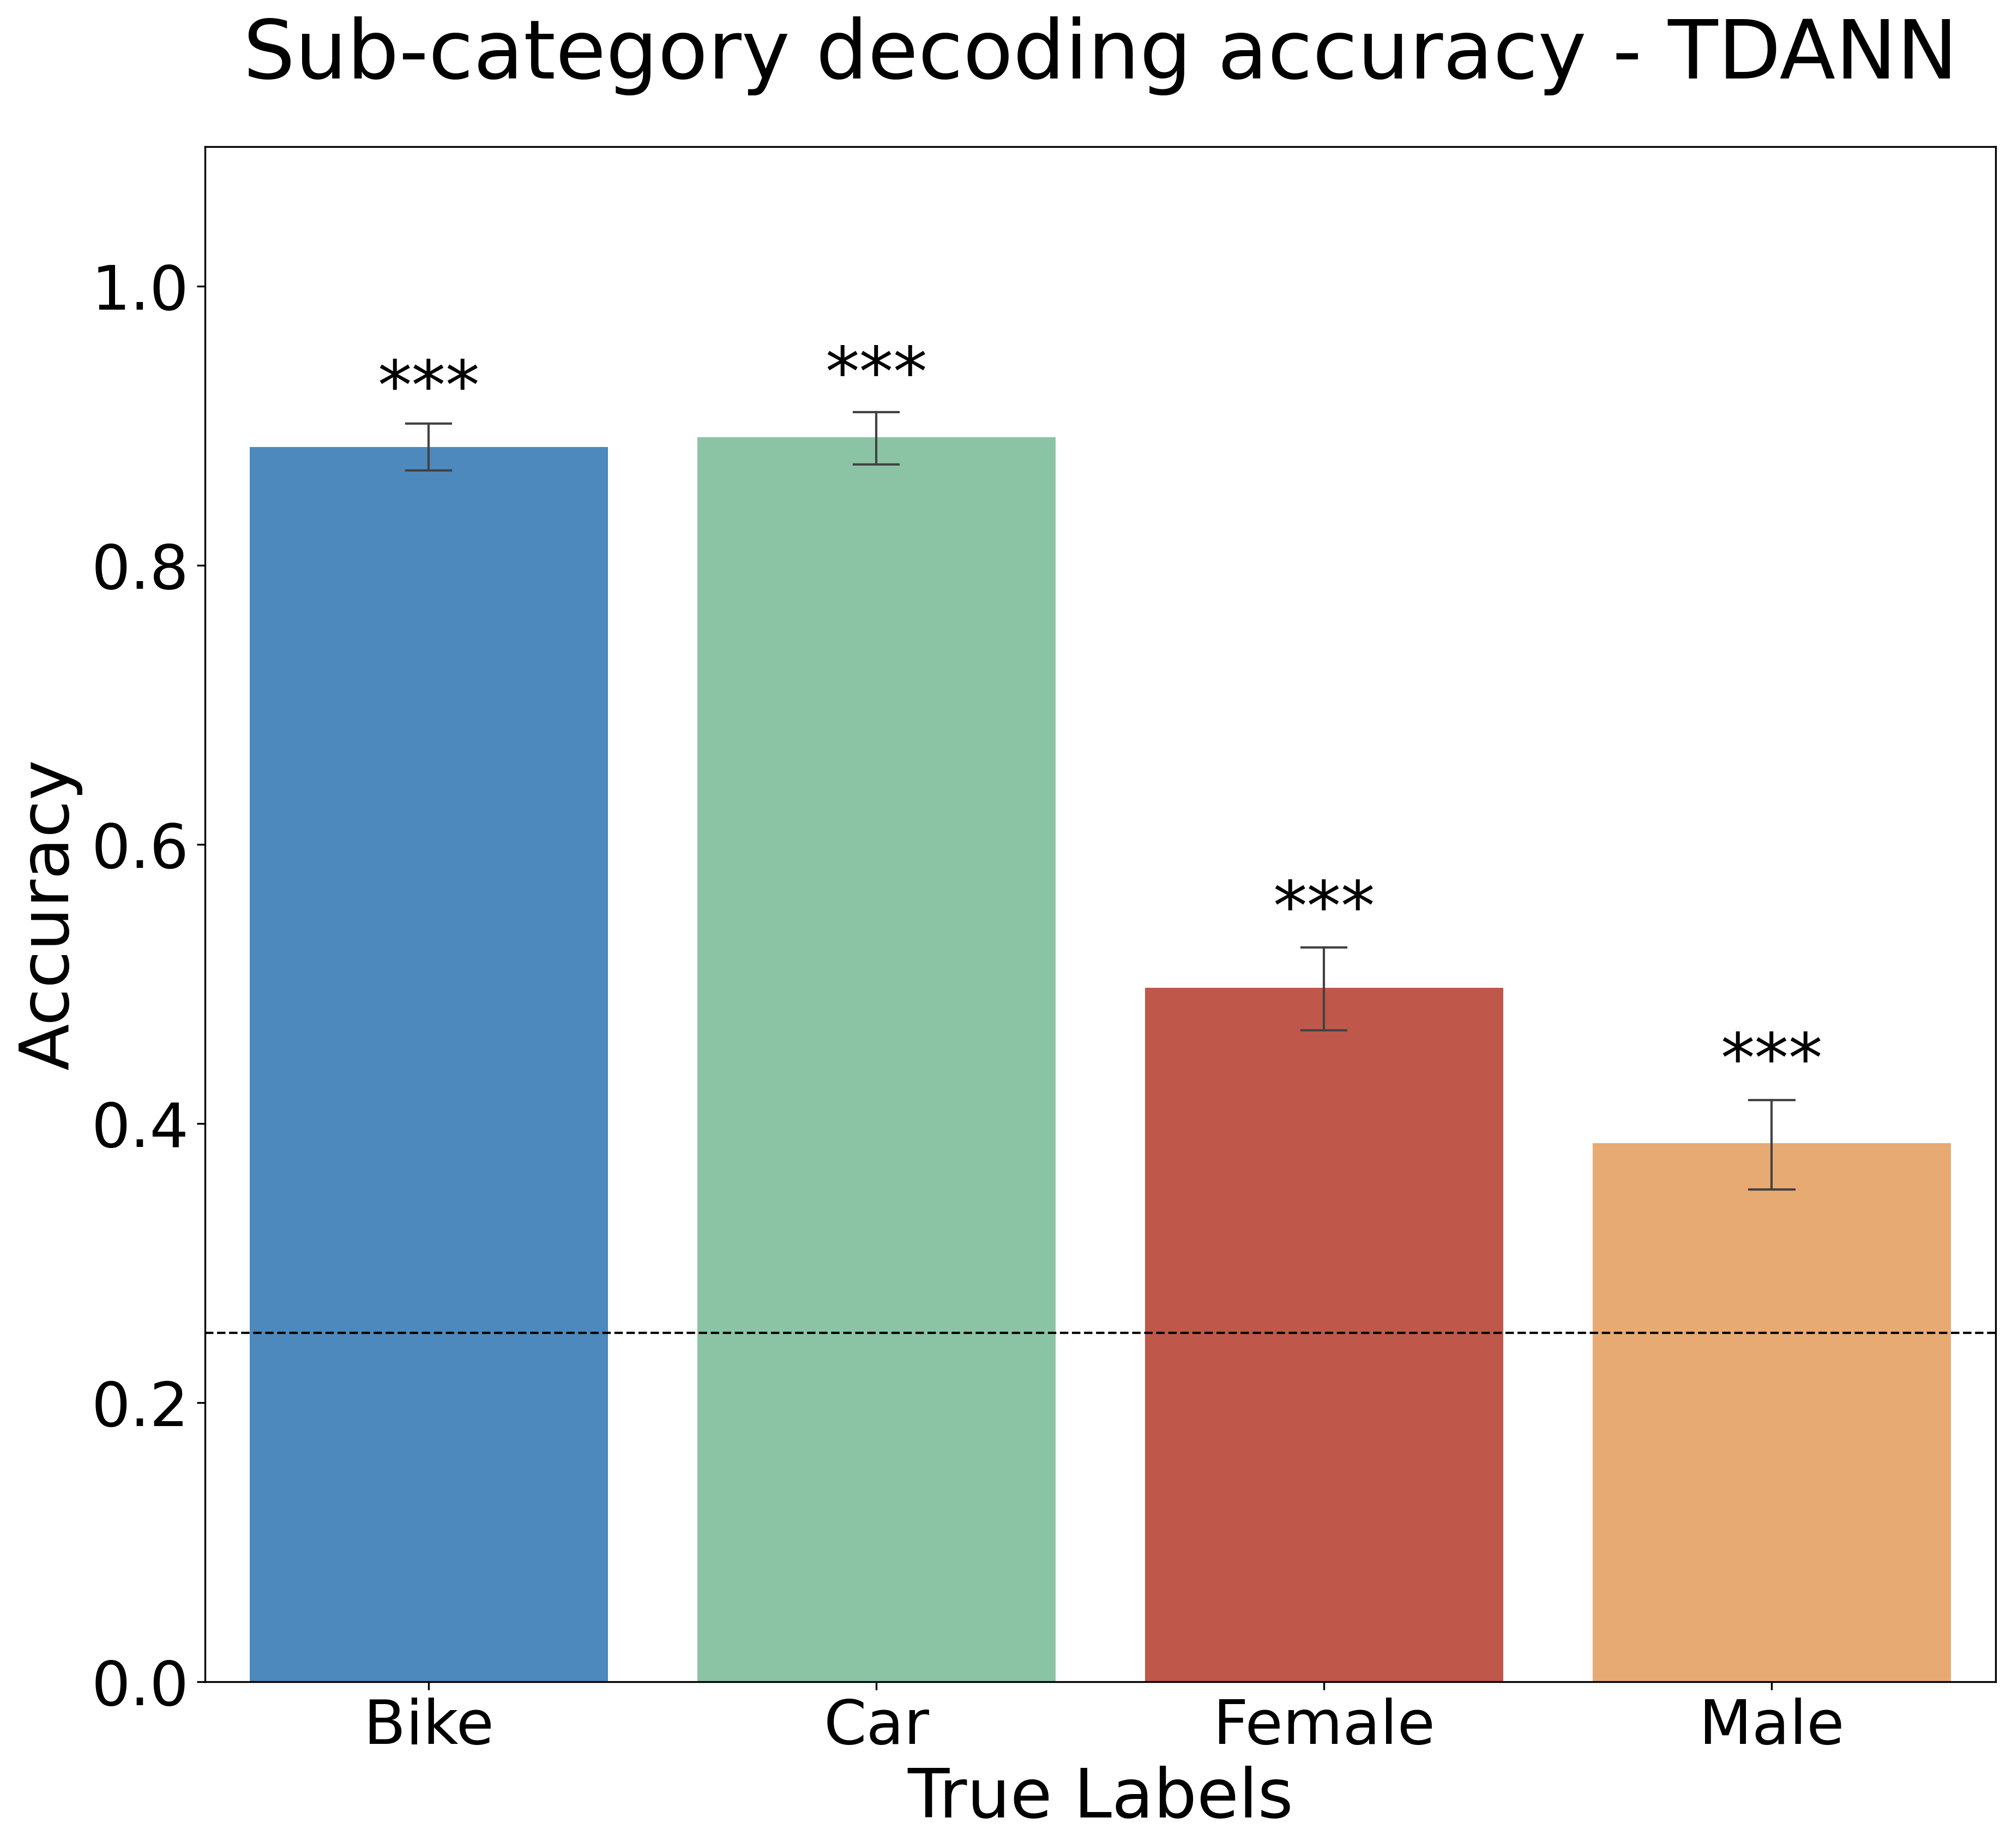 Sub-category decoding accuracy - TDANN
1.0
0.8
0.6
0.4
0.2
0.0
Accuracy
***
***
***
***
Bike
Car
Female
Male
True Labels